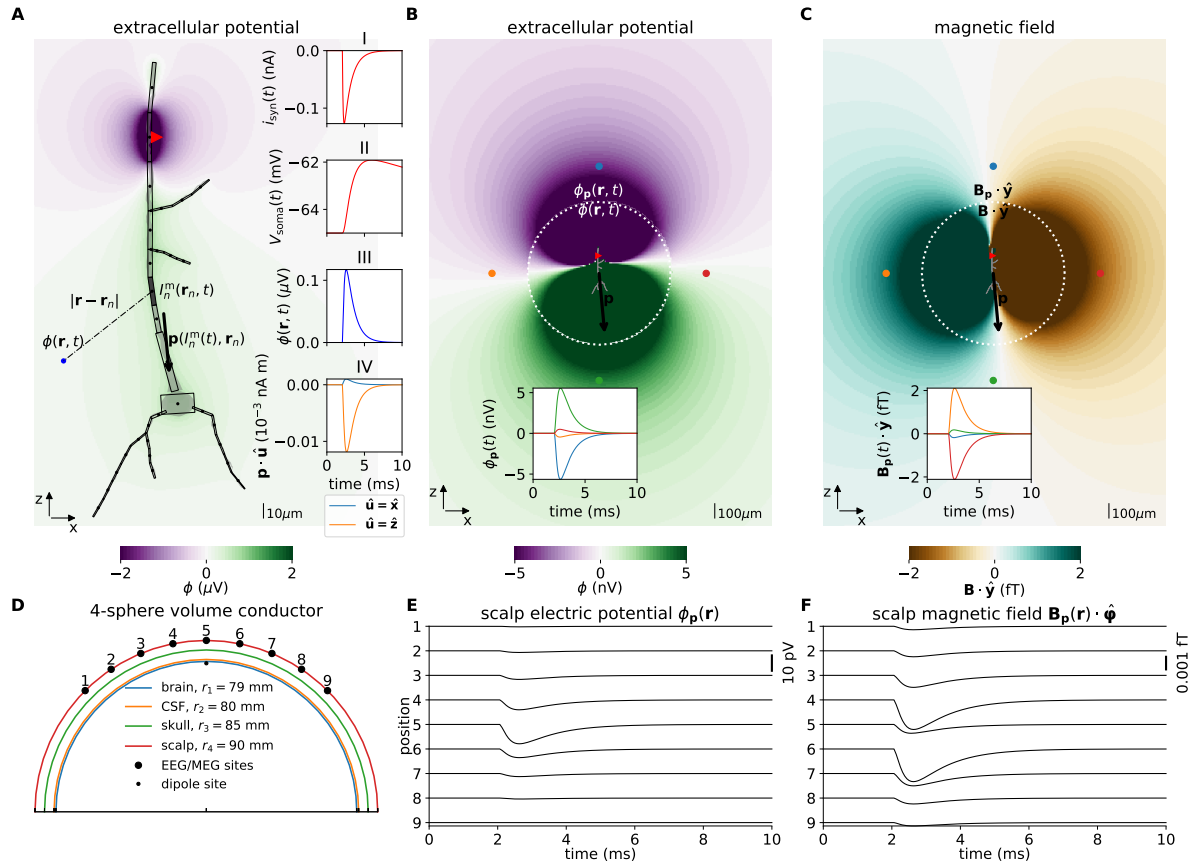 A
extracellular potential
I
0.0
−0.1
i_syn(t) (nA)
II
−62
−64
V_soma(t) (mV)
III
0.1
0.0
ϕ(r, t) (μV)
IV
0.00
−0.01
p · û (10⁻³ nA m)
0
5
10
time (ms)
û = x̂
û = ẑ
|r − r_n|
I_n^m(r_n, t)
ϕ(r, t)
p(I_n^m(t), r_n)
z
x
10μm
−2
0
2
ϕ (μV)
B
extracellular potential
ϕ_p(r, t)
ϕ(r, t)
p
5
0
−5
ϕ_p(t) (nV)
0
5
10
time (ms)
z
x
100μm
−5
0
5
ϕ (nV)
C
magnetic field
B_p · ŷ
B · ŷ
p
2
0
−2
B_p(t) · ŷ (fT)
0
5
10
time (ms)
z
x
100μm
−2
0
2
B · ŷ (fT)
D
4-sphere volume conductor
1
2
3
4
5
6
7
8
9
brain, r₁ = 79 mm
CSF, r₂ = 80 mm
skull, r₃ = 85 mm
scalp, r₄ = 90 mm
EEG/MEG sites
dipole site
E
scalp electric potential ϕ_p(r)
1
2
3
4
5
6
7
8
9
position
10 pV
0
2
4
6
8
10
time (ms)
F
scalp magnetic field B_p(r) · φ̂
1
2
3
4
5
6
7
8
9
0.001 fT
0
2
4
6
8
10
time (ms)